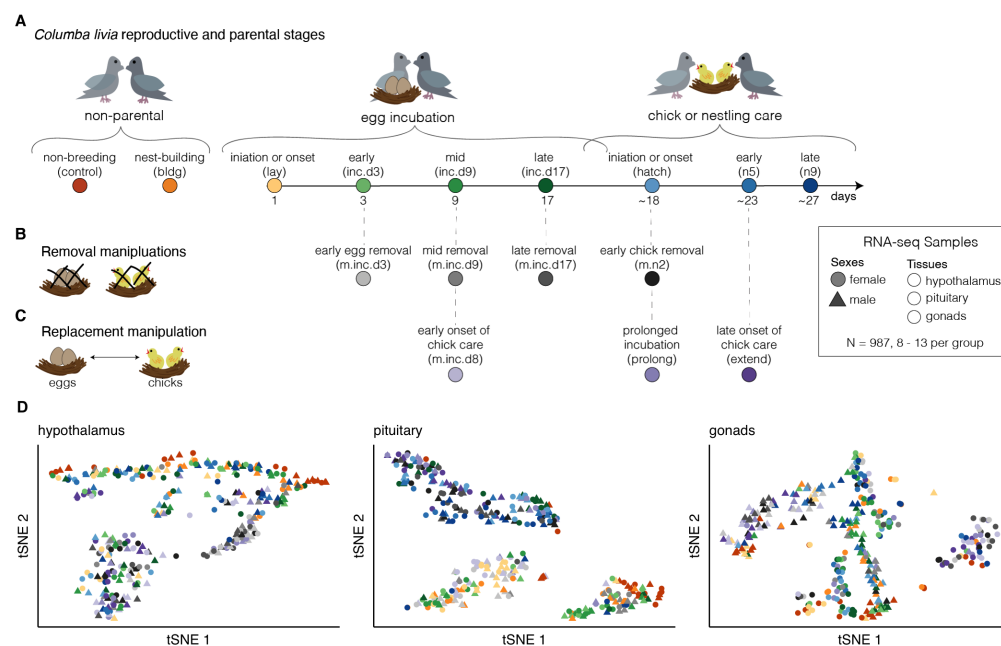 A
Columba livia reproductive and parental stages
non-parental
egg incubation
chick or nestling care
non-breeding
(control)
nest-building
(bldg)
iniation or onset
(lay)
early
(inc.d3)
mid
(inc.d9)
late
(inc.d17)
iniation or onset
(hatch)
early
(n5)
late
(n9)
1
3
9
17
~18
~23
~27
days
B
Removal manipluations
early egg removal
(m.inc.d3)
mid removal
(m.inc.d9)
late removal
(m.inc.d17)
early chick removal
(m.n2)
C
Replacement manipulation
eggs
chicks
early onset of
chick care
(m.inc.d8)
prolonged
incubation
(prolong)
late onset of
chick care
(extend)
RNA-seq Samples
Sexes
female
male
Tissues
hypothalamus
pituitary
gonads
N = 987, 8 - 13 per group
D
hypothalamus
tSNE 2
tSNE 1
pituitary
tSNE 2
tSNE 1
gonads
tSNE 2
tSNE 1